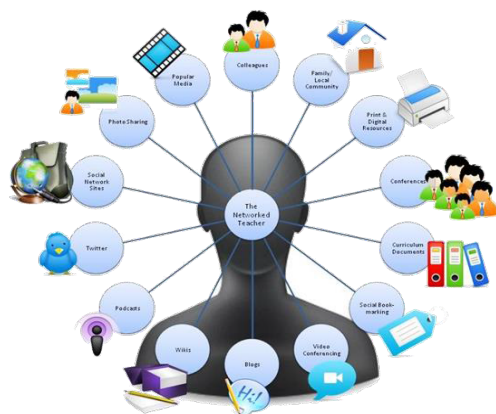 Colleagues
Popular
Media
Family/
Local
Community
Photo Sharing
Print &
Digital
Resources
Social
Network
Sites
Conferences
The
Networked
Teacher
Twitter
Curriculum
Documents
Podcasts
Social Book-
marking
Wikis
Blogs
Video
Conferencing
Hi!